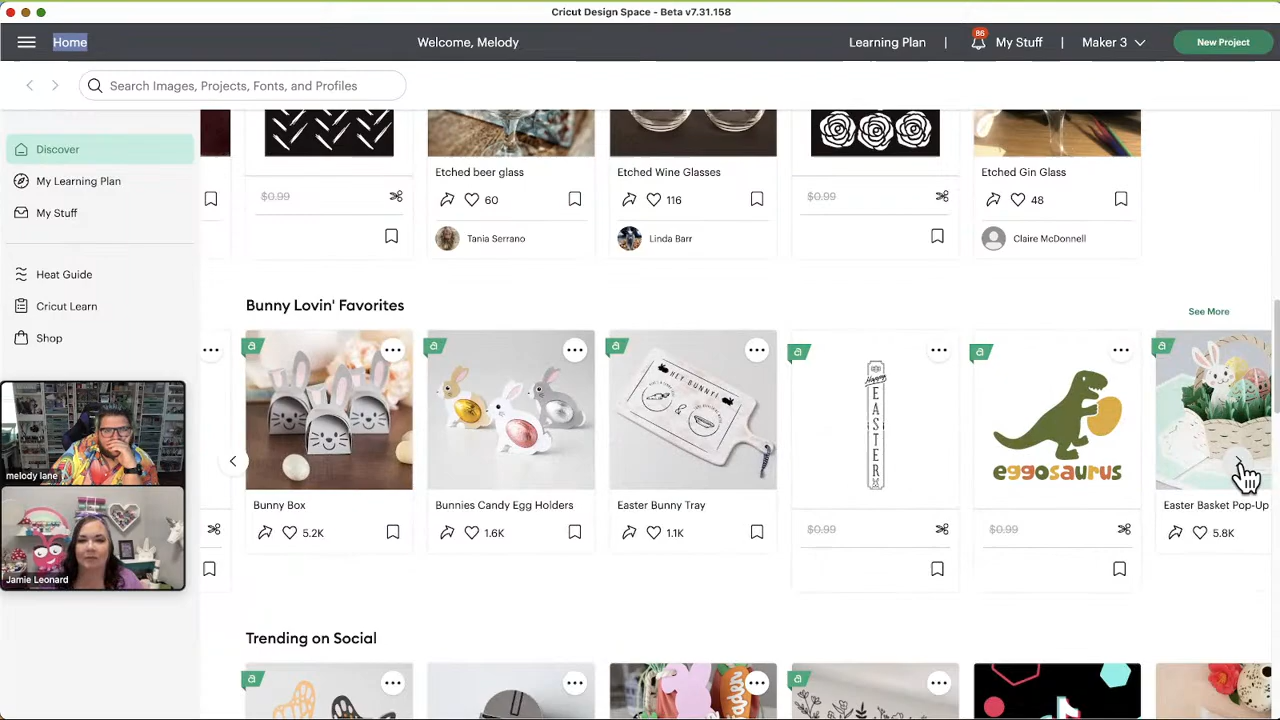 Cricut Design Space - Beta v7.31.158
Home
Welcome, Melody
Learning Plan
86
My Stuff
Maker 3
New Project
Search Images, Projects, Fonts, and Profiles
Discover
My Learning Plan
My Stuff
Heat Guide
Cricut Learn
Shop
melody lane
Jamie Leonard
$0.99
Etched beer glass
60
Tania Serrano
Etched Wine Glasses
116
Linda Barr
$0.99
Etched Gin Glass
48
Claire McDonnell
Bunny Lovin' Favorites
See More
Bunny Box
5.2K
Bunnies Candy Egg Holders
1.6K
HEY BUNNY!
&
Easter Bunny Tray
1.1K
Happy
EASTER
$0.99
eggosaurus
$0.99
Easter Basket Pop-Up
5.8K
Trending on Social